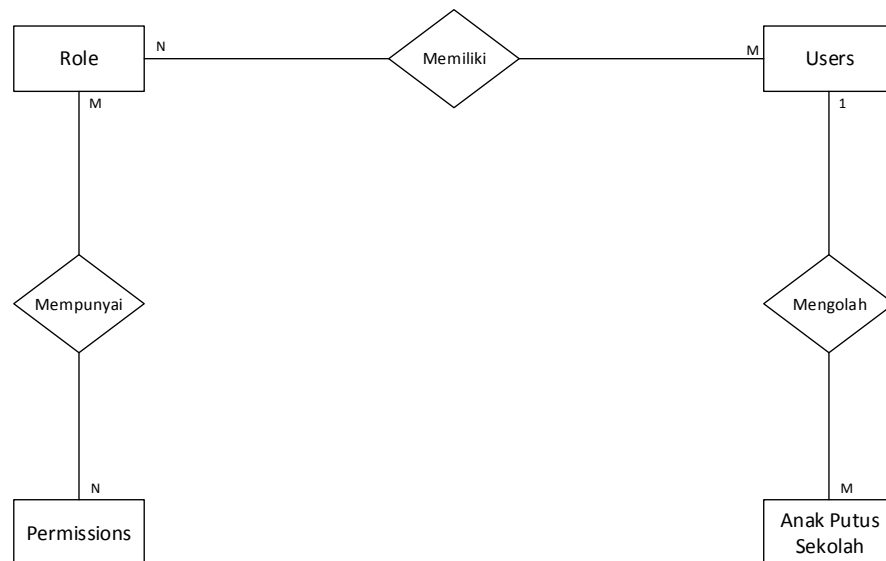 Role
N
Memiliki
M
Users
M
1
Mempunyai
Mengolah
N
M
Permissions
Anak Putus
Sekolah